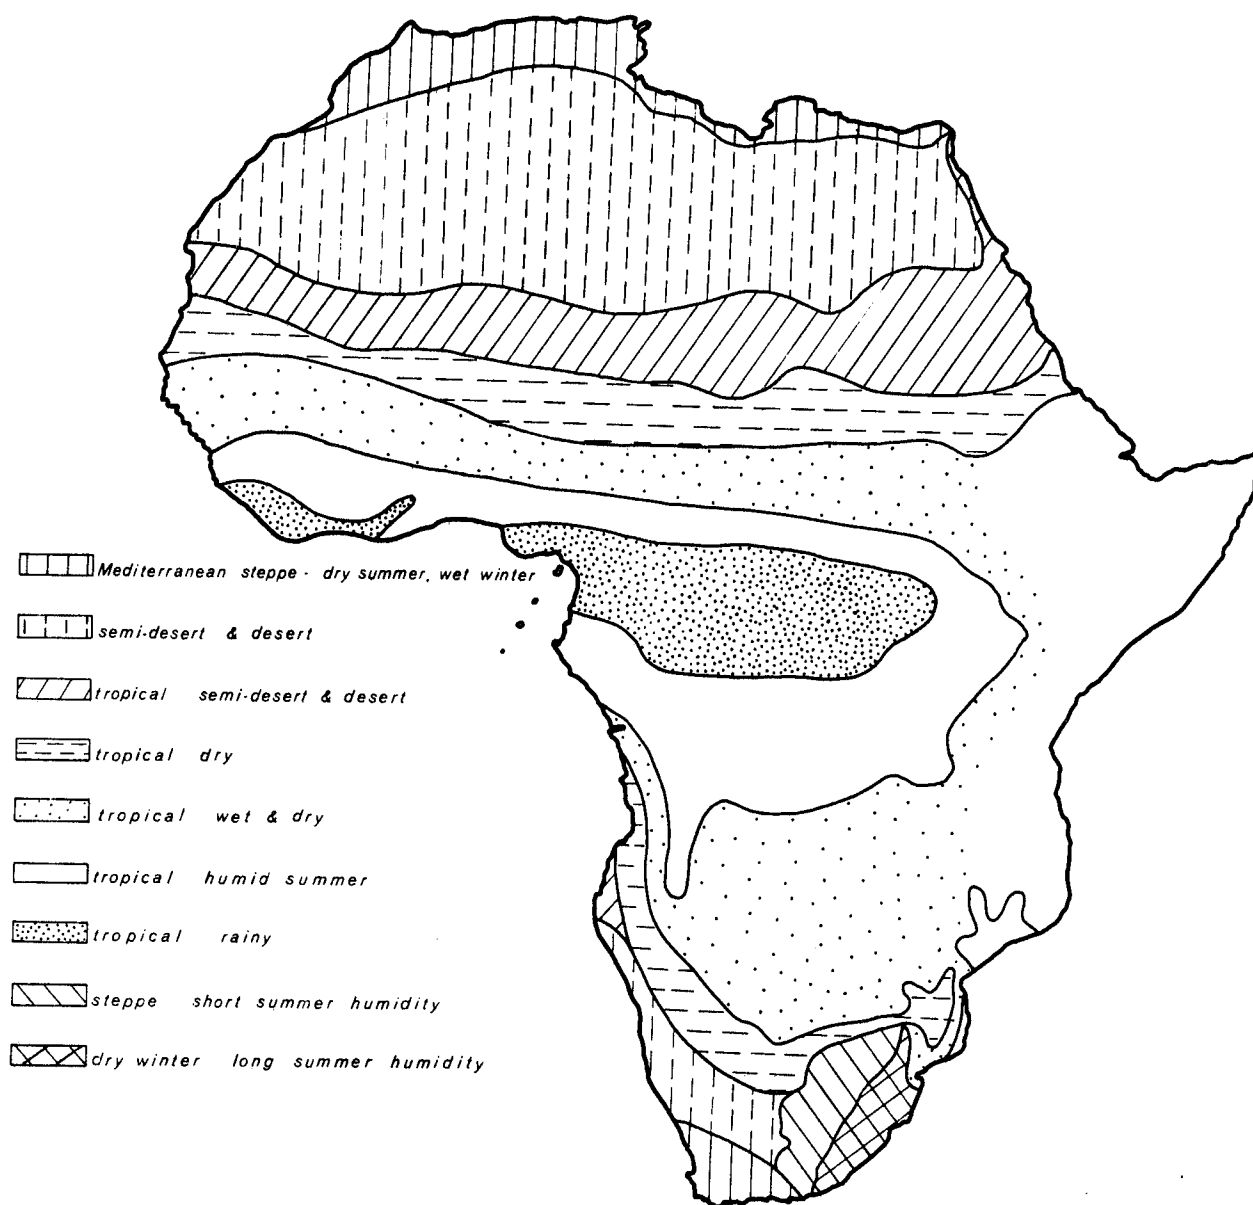 Mediterranean steppe - dry summer, wet winter
semi-desert & desert
tropical semi-desert & desert
tropical dry
tropical wet & dry
tropical humid summer
tropical rainy
steppe short summer humidity
dry winter long summer humidity